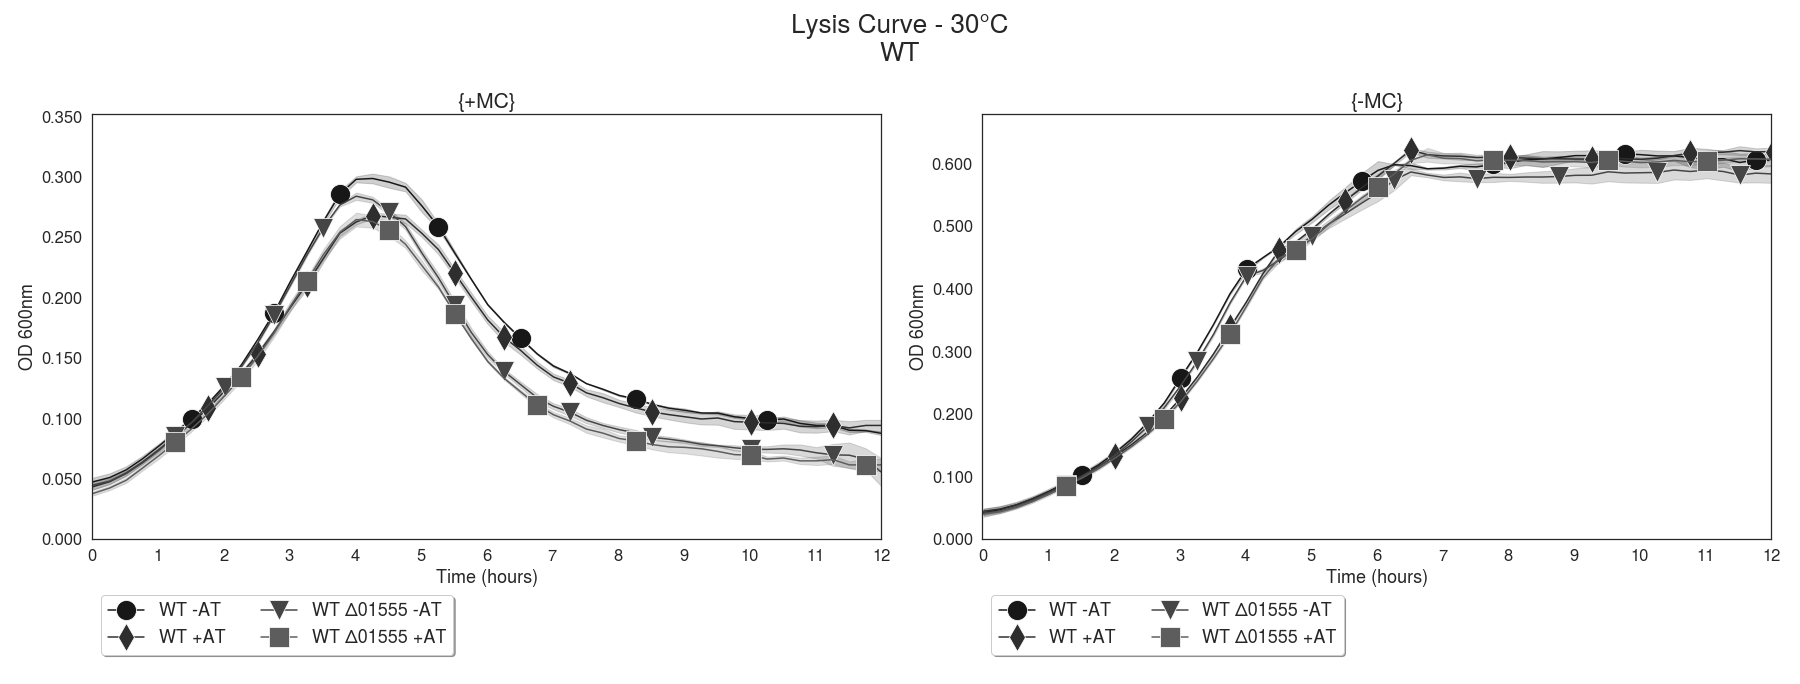 Lysis Curve - 30°C
WT
{+MC}
0.350
0.300
0.250
0.200
0.150
0.100
0.050
0.000
OD 600nm
0 1 2 3 4 5 6 7 8 9 10 11 12
Time (hours)
WT -AT
WT +AT
WT Δ01555 -AT
WT Δ01555 +AT
{-MC}
0.600
0.500
0.400
0.300
0.200
0.100
0.000
OD 600nm
0 1 2 3 4 5 6 7 8 9 10 11 12
Time (hours)
WT -AT
WT +AT
WT Δ01555 -AT
WT Δ01555 +AT